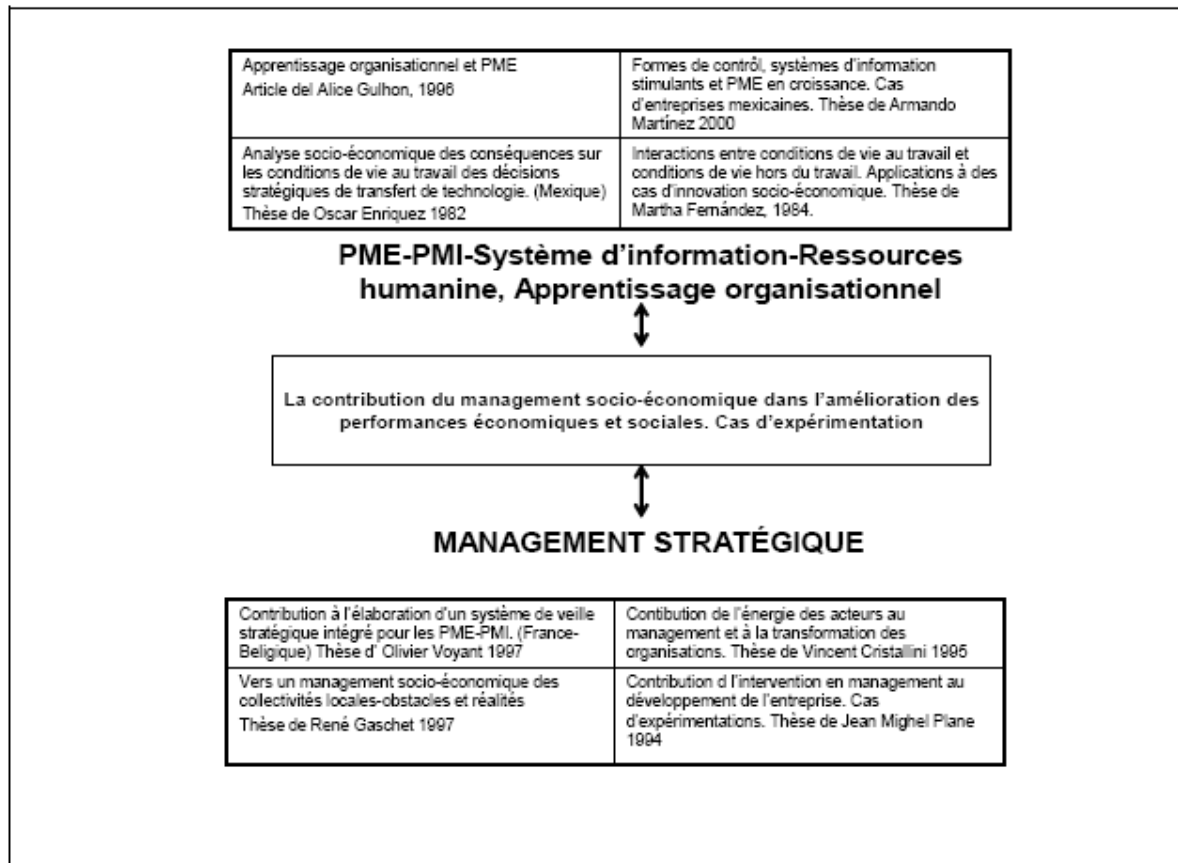 Apprentissage organisationnel et PME
Article del Alice Gulhon, 1996
Formes de contrôl, systèmes d'information
stimulants et PME en croissance. Cas
d'entreprises mexicaines. Thèse de Armando
Martínez 2000
Analyse socio-économique des conséquences sur
les conditions de vie au travail des décisions
stratégiques de transfert de technologie. (Mexique)
Thèse de Oscar Enriquez 1982
Interactions entre conditions de vie au travail et
conditions de vie hors du travail. Applications à des
cas d'innovation socio-économique. Thèse de
Martha Fernández, 1984.
PME-PMI-Système d'information-Ressources
humanine, Apprentissage organisationnel
La contribution du management socio-économique dans l'amélioration des
performances économiques et sociales. Cas d'expérimentation
MANAGEMENT STRATÉGIQUE
Contribution à l'élaboration d'un système de veille
stratégique intégré pour les PME-PMI. (France-
Beligique) Thèse d' Olivier Voyant 1997
Contibution de l'énergie des acteurs au
management et à la transformation des
organisations. Thèse de Vincent Cristallini 1995
Vers un management socio-économique des
collectivités locales-obstacles et réalités
Thèse de René Gaschet 1997
Contribution d l'intervention en management au
développement de l'entreprise. Cas
d'expérimentations. Thèse de Jean Mighel Plane
1994